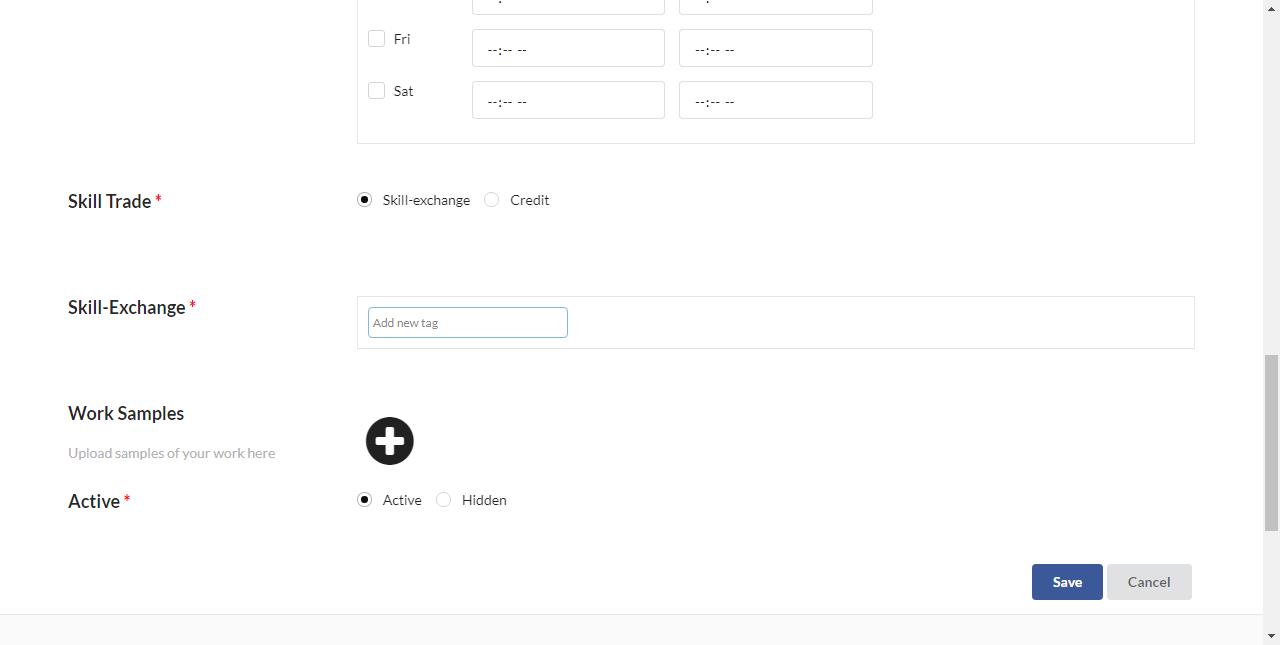 Fri --:-- -- --:-- --
Sat --:-- -- --:-- --
Skill Trade * Skill-exchange Credit
Skill-Exchange * Add new tag
Work Samples
Upload samples of your work here
Active * Active Hidden
Save Cancel